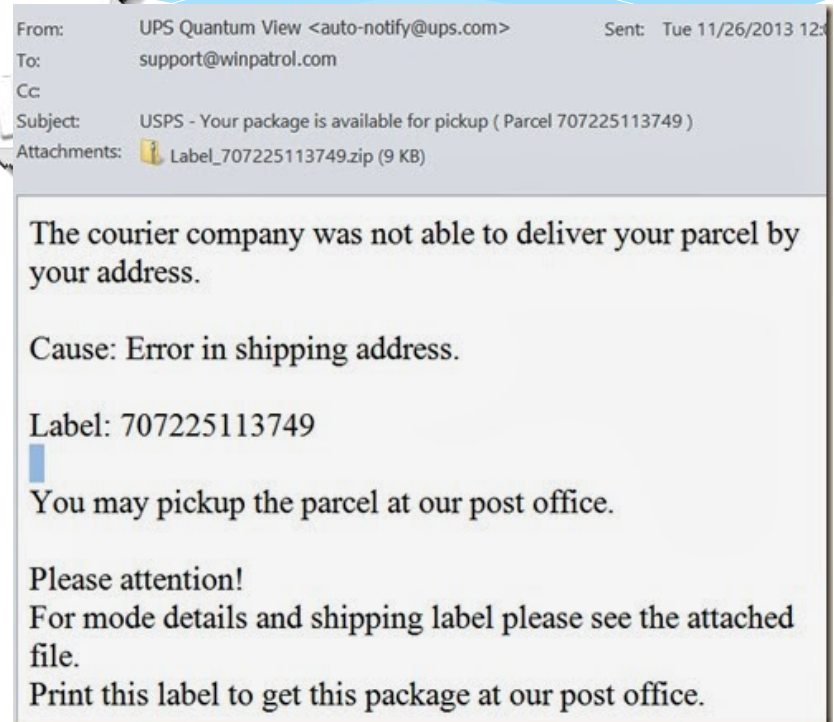 From: UPS Quantum View <auto-notify@ups.com> Sent: Tue 11/26/2013 12:
To: support@winpatrol.com
Cc
Subject: USPS - Your package is available for pickup ( Parcel 707225113749 )
Attachments: Label_707225113749.zip (9 KB)
The courier company was not able to deliver your parcel by
your address.
Cause: Error in shipping address.
Label: 707225113749
You may pickup the parcel at our post office.
Please attention!
For mode details and shipping label please see the attached
file.
Print this label to get this package at our post office.